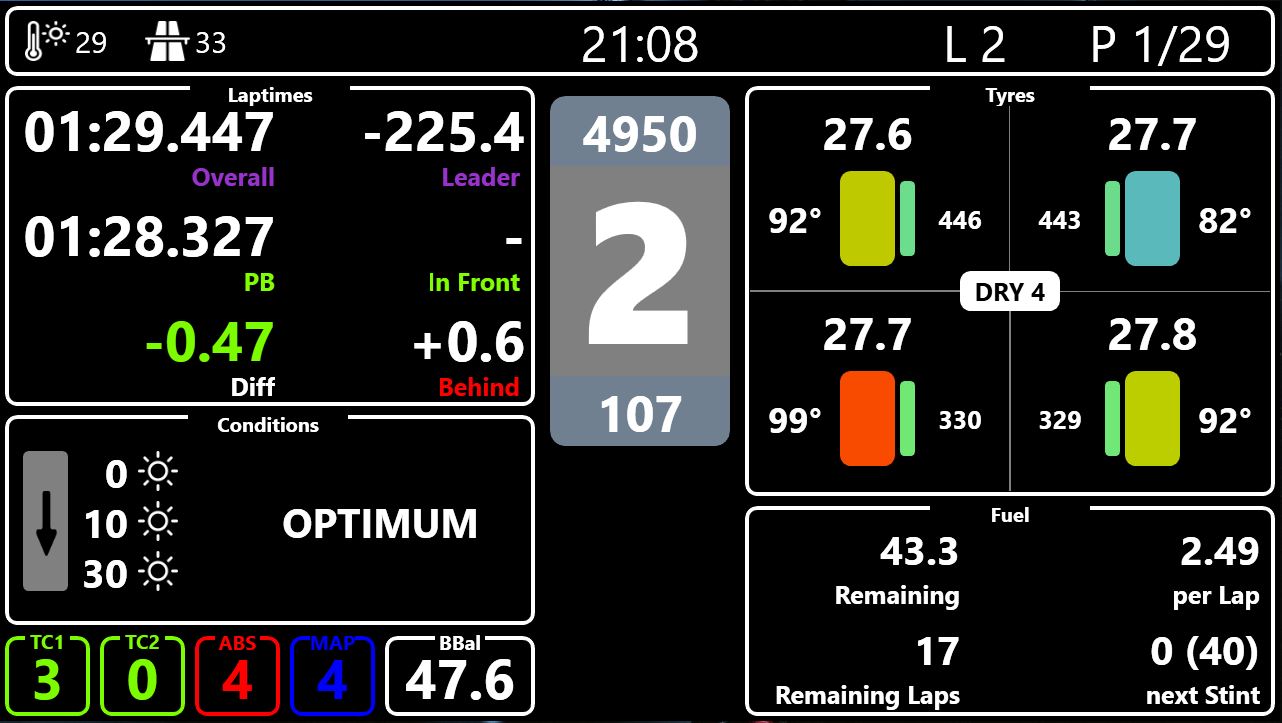 29 33 21:08 L 2 P 1/29
Laptimes
01:29.447 -225.4
Overall Leader
01:28.327 -
PB In Front
-0.47 +0.6
Diff Behind
Conditions
0
10
30
OPTIMUM
TC1
3
TC2
0
ABS
4
MAP
4
BBal
47.6
4950
2
107
Tyres
27.6 27.7
92° 446 443 82°
DRY 4
27.7 27.8
99° 330 329 92°
Fuel
43.3 2.49
Remaining per Lap
17 0 (40)
Remaining Laps next Stint